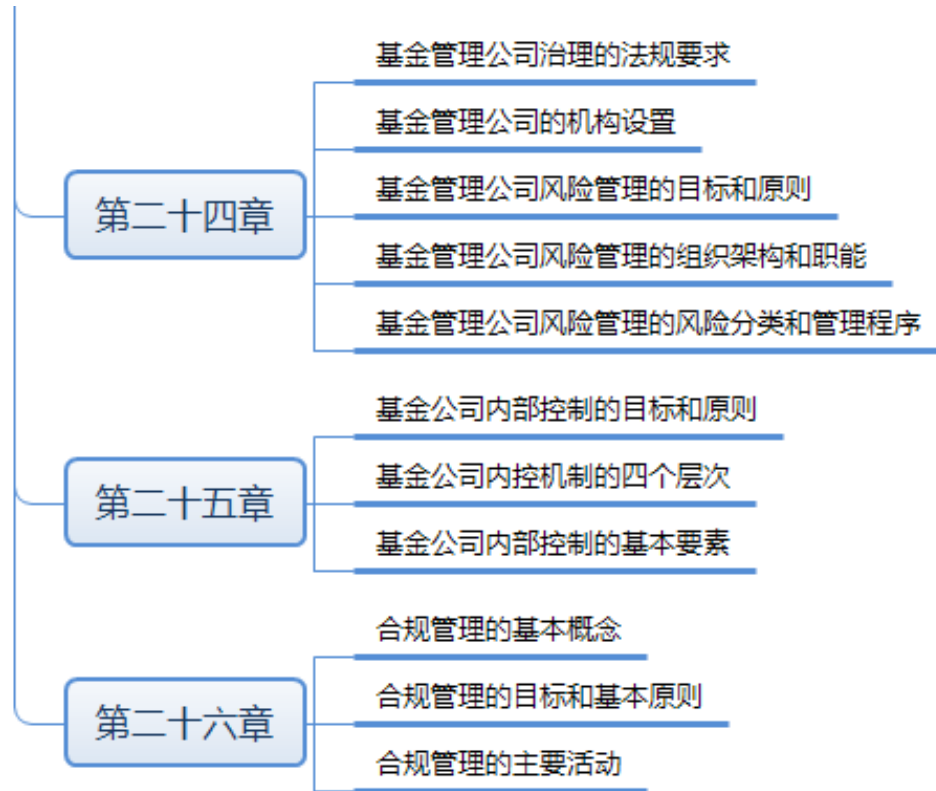 第二十四章
基金管理公司治理的法规要求
基金管理公司的机构设置
基金管理公司风险管理的目标和原则
基金管理公司风险管理的组织架构和职能
基金管理公司风险管理的风险分类和管理程序
第二十五章
基金公司内部控制的目标和原则
基金公司内控机制的四个层次
基金公司内部控制的基本要素
第二十六章
合规管理的基本概念
合规管理的目标和基本原则
合规管理的主要活动